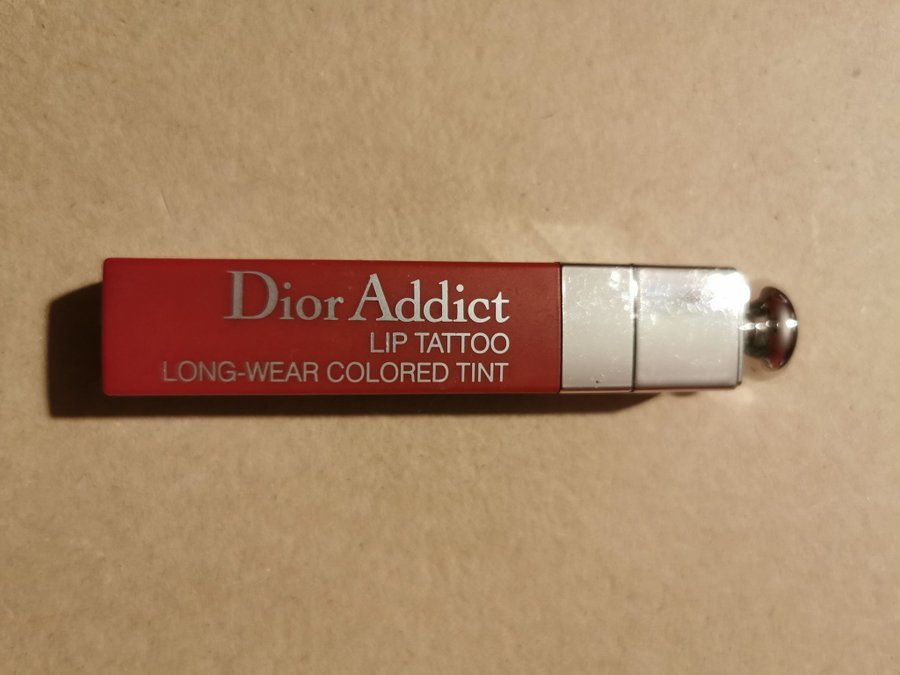 Dior Addict
LIP TATTOO
LONG-WEAR COLORED TINT